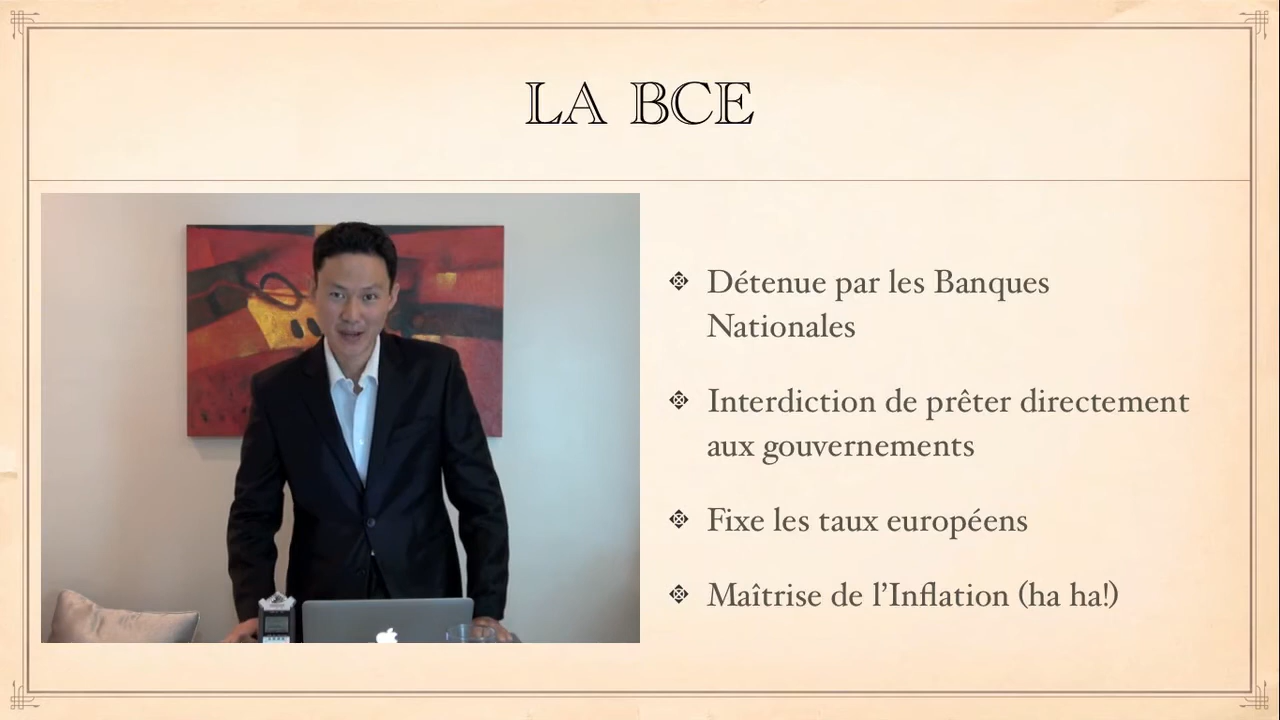 LA BCE
Détenue par les Banques
Nationales
Interdiction de prêter directement
aux gouvernements
Fixe les taux européens
Maîtrise de l’Inflation (ha ha!)